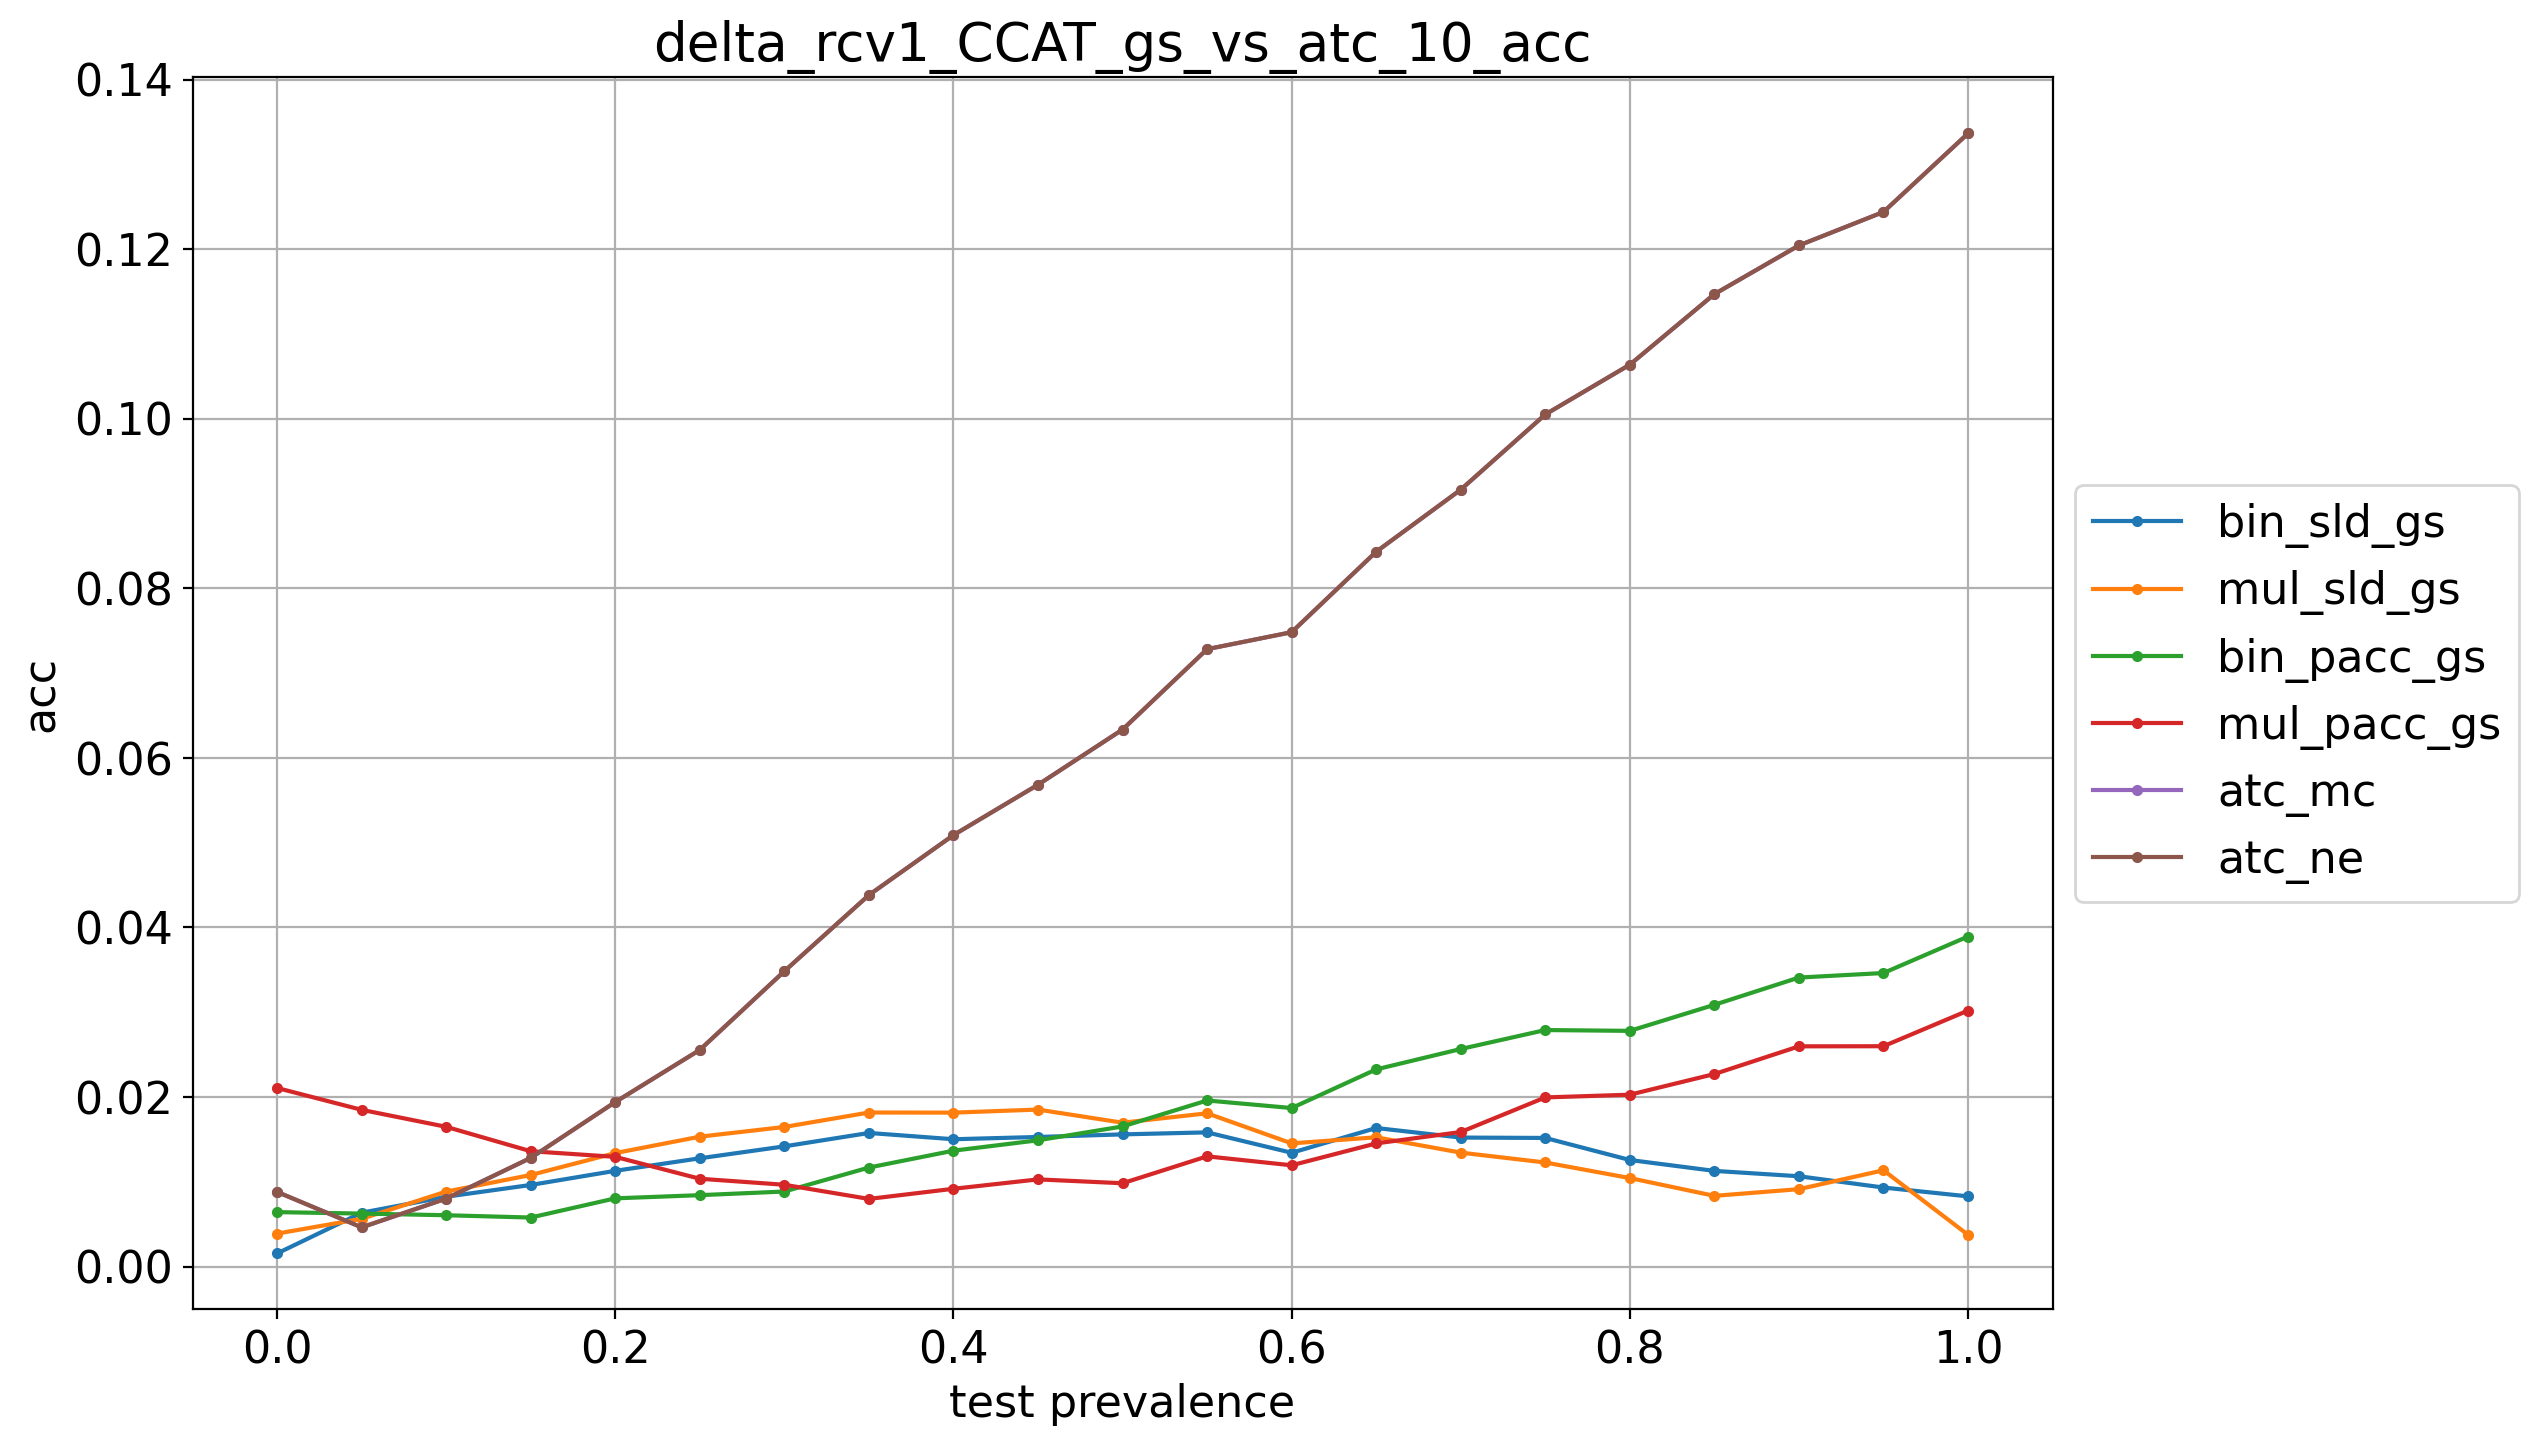 delta_rcv1_CCAT_gs_vs_atc_10_acc
0.14
0.12
0.10
0.08
0.06
0.04
0.02
0.00
acc
0.0 0.2 0.4 0.6 0.8 1.0
test prevalence
bin_sld_gs
mul_sld_gs
bin_pacc_gs
mul_pacc_gs
atc_mc
atc_ne